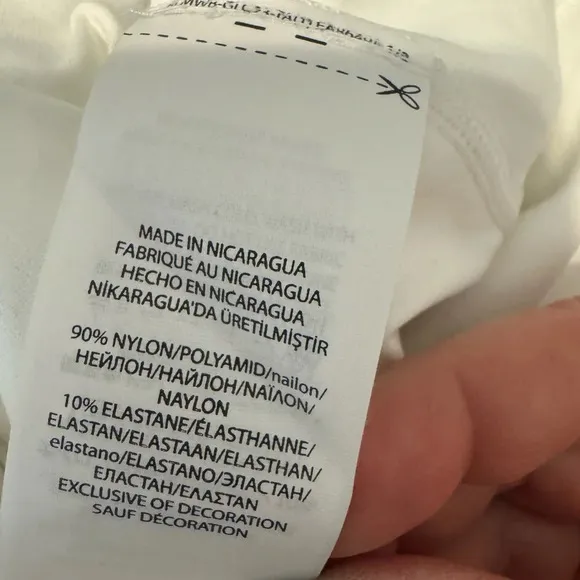 MADE IN NICARAGUA
FABRIQUÉ AU NICARAGUA
HECHO EN NICARAGUA
NİKARAGUA'DA ÜRETİLMİŞTİR
90% NYLON/POLYAMID/nailon/
НЕЙЛОН/НАЙЛОН/ΝΑΪΛΟΝ/
NAYLON
10% ELASTANE/ÉLASTHANNE/
ELASTAN/ELASTAAN/ELASTHAN/
elastano/ELASTANO/ЭЛАСТАН/
ЕЛАСТАН/ΕΛΑΣΤΑΝ
EXCLUSIVE OF DECORATION
SAUF DÉCORATION